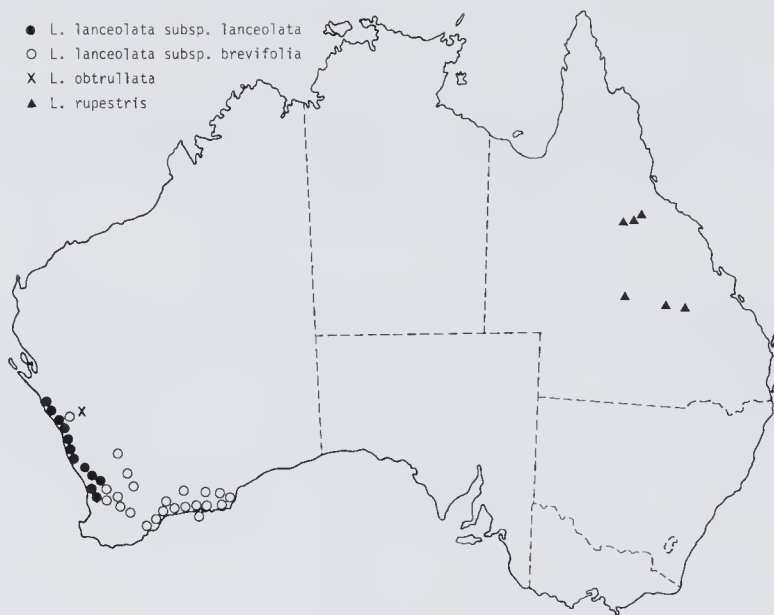 ● L. lanceolata subsp. lanceolata
○ L. lanceolata subsp. brevifolia
X L. obtrullata
▲ L. rupestris